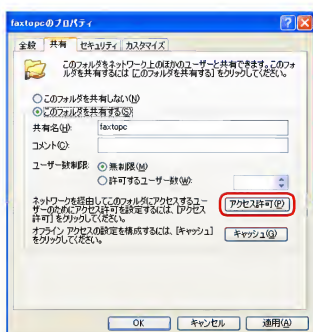 faxtopcのプロパティ
全般 共有 セキュリティ カスタマイズ
このフォルダをネットワーク上のほかのユーザーと共有できます。このフォ
ルダを共有するには [このフォルダを共有する] をクリックしてください。
このフォルダを共有しない(N)
このフォルダを共有する(S)
共有名(H): faxtopc
コメント(C):
ユーザー数制限: 無制限(M)
許可するユーザー数(W):
ネットワークを経由してこのフォルダにアクセスするユー
ザーのためにアクセス許可を設定するには、[アクセス
許可] をクリックしてください。
アクセス許可(P)
オフライン アクセスの設定を構成するには、[キャッシュ]
をクリックしてください。
キャッシュ(G)
OK キャンセル 適用(A)